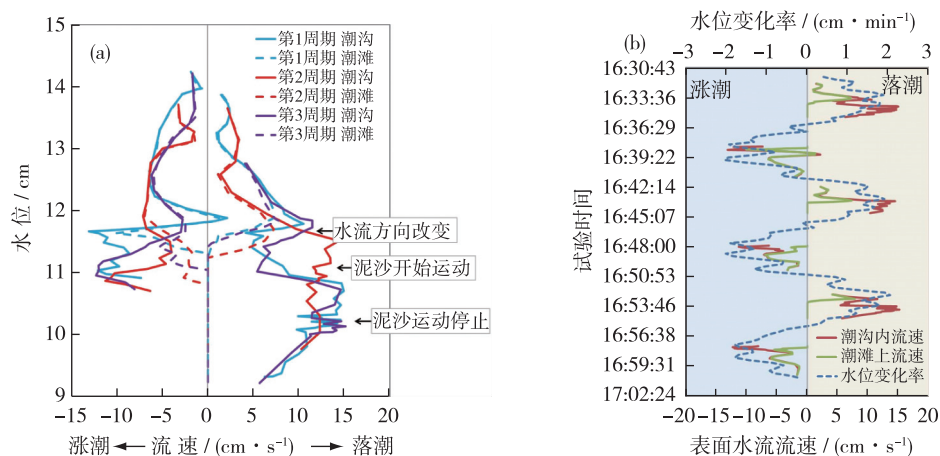 (a)
15
14
13
12
11
10
9
水 位 / cm
第1周期 潮沟
第1周期 潮滩
第2周期 潮沟
第2周期 潮滩
第3周期 潮沟
第3周期 潮滩
水流方向改变
泥沙开始运动
泥沙运动停止
−15 −10 −5 0 5 10 15 20
涨潮 流 速 / (cm · s⁻¹) 落潮
水位变化率 / (cm · min⁻¹)
(b)
−3 −2 −1 0 1 2 3
涨潮 落潮
16:30:43
16:33:36
16:36:29
16:39:22
16:42:14
16:45:07
16:48:00
16:50:53
16:53:46
16:56:38
16:59:31
17:02:24
试验时间
潮沟内流速
潮滩上流速
水位变化率
−20 −15 −10 −5 0 5 10 15 20
表面水流流速 / (cm · s⁻¹)